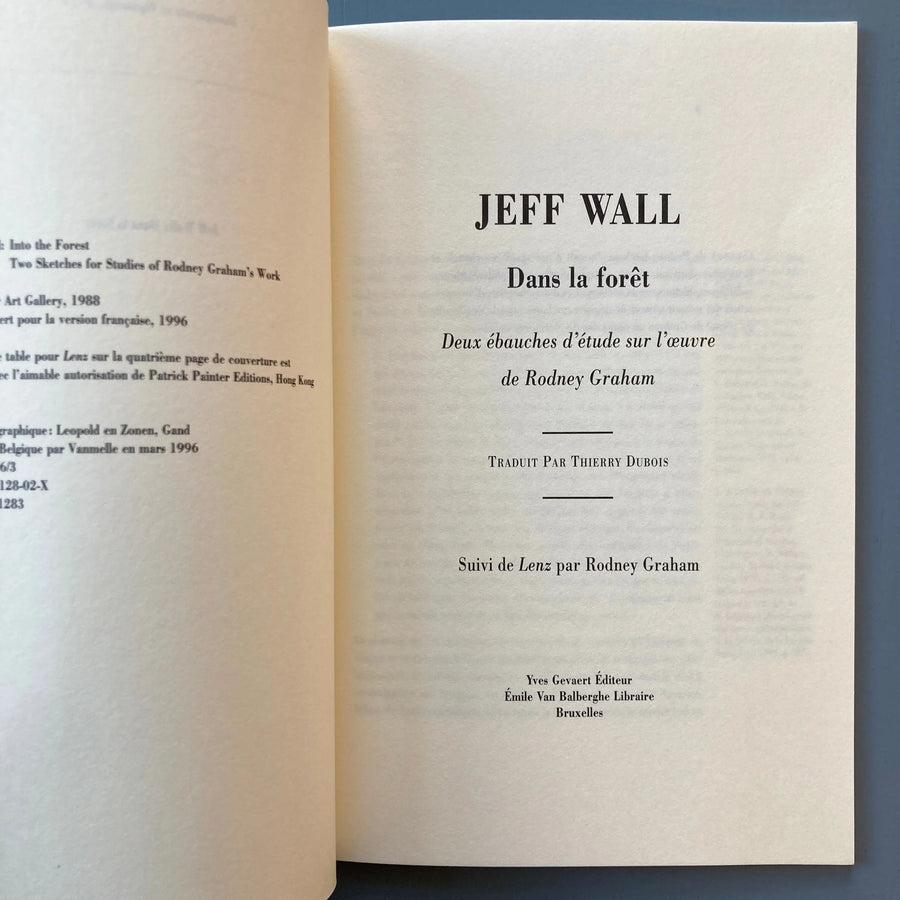 Into the Forest
Two Sketches for Studies of Rodney Graham's Work
Art Gallery, 1988
pour la version française, 1996
table pour Lenz sur la quatrième page de couverture est
l'aimable autorisation de Patrick Painter Editions, Hong Kong
graphique : Leopold en Zonen, Gand
Belgique par Vanmelle en mars 1996
6/3
128-02-X
1283
JEFF WALL
Dans la forêt
Deux ébauches d'étude sur l'œuvre
de Rodney Graham
TRADUIT PAR THIERRY DUBOIS
Suivi de Lenz par Rodney Graham
Yves Gevaert Éditeur
Émile Van Balberghe Libraire
Bruxelles